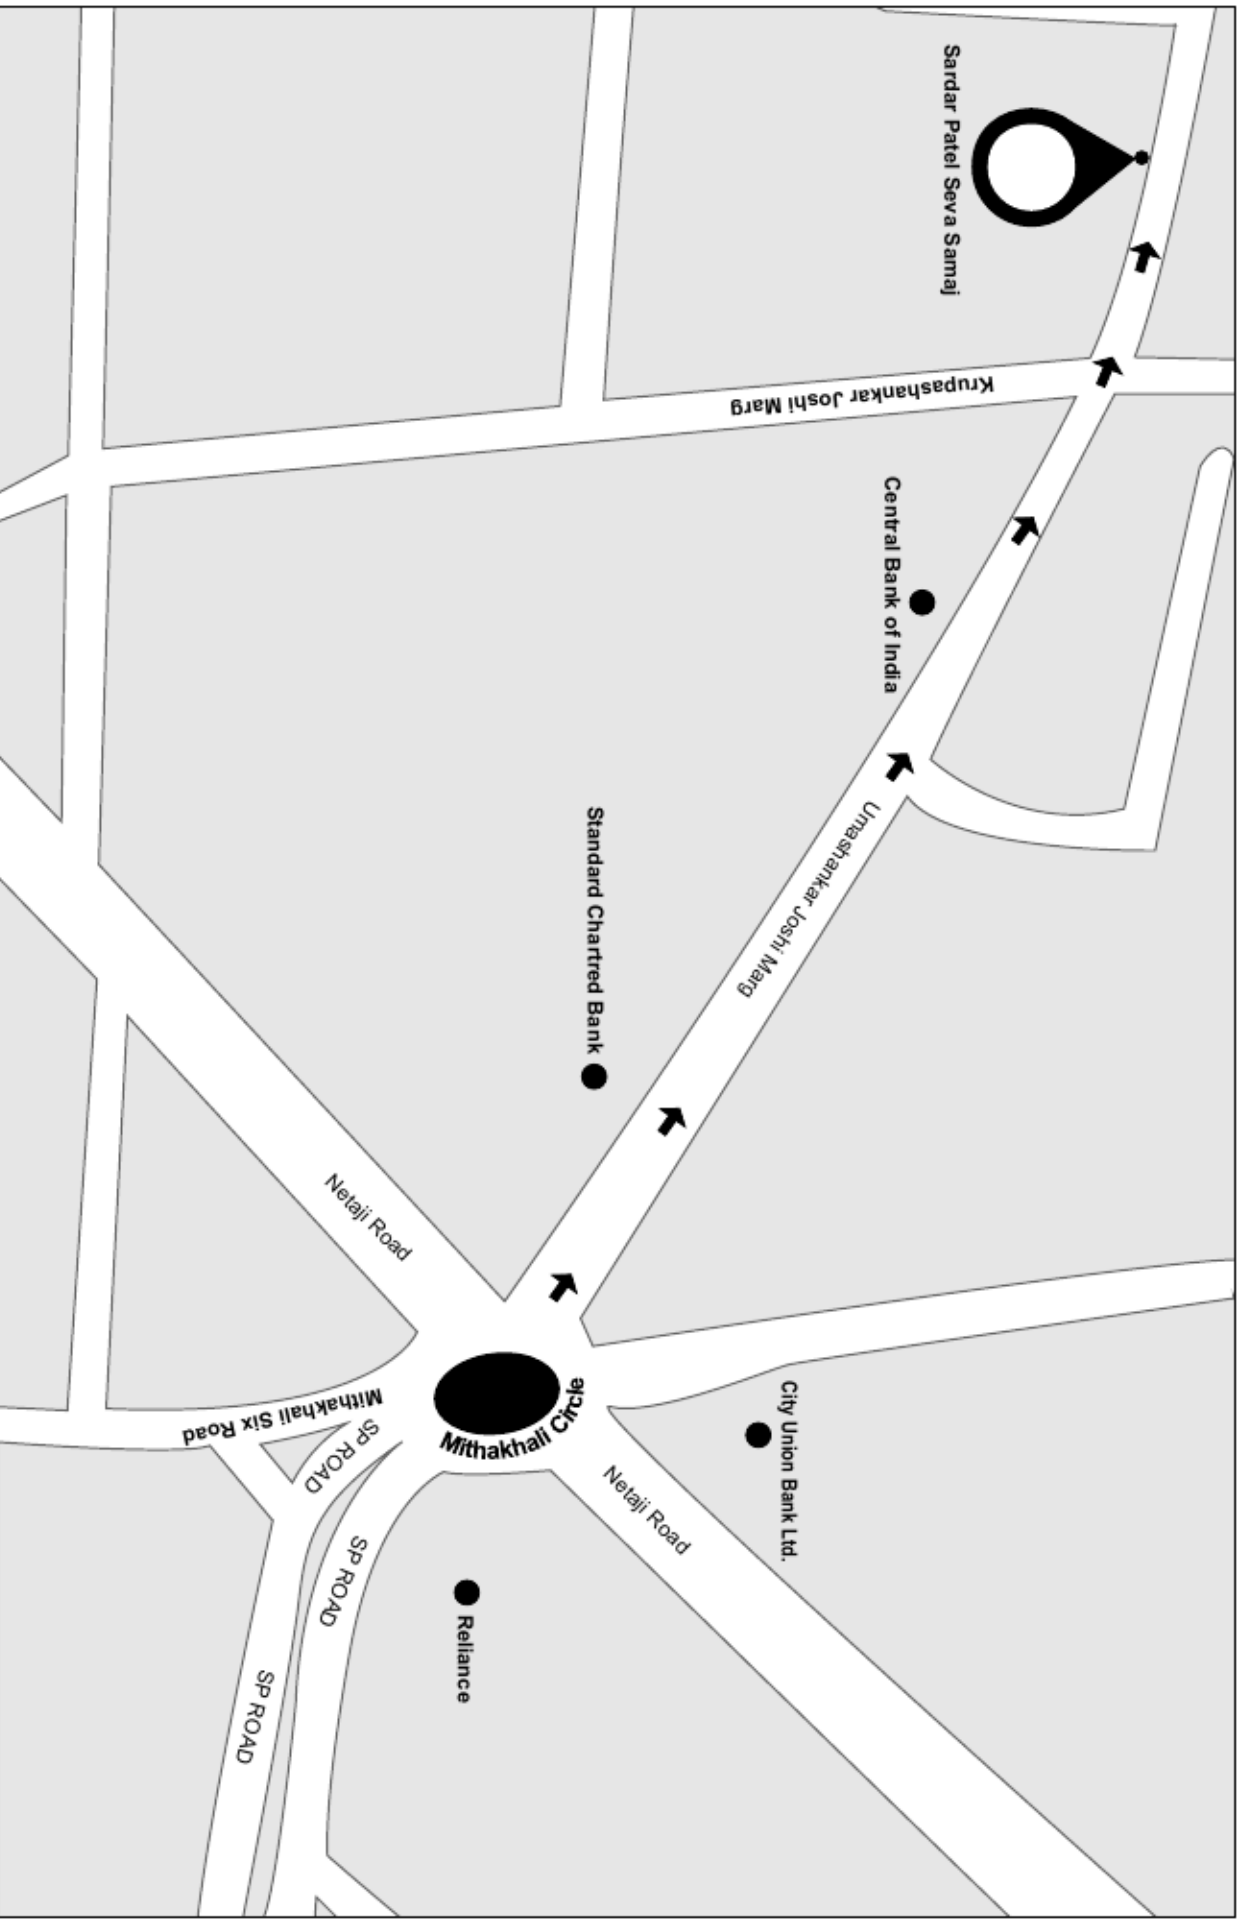 Sardar Patel Seva Samaj
Krupashankar Joshi Marg
Central Bank of India
Umashankar Joshi Marg
Standard Chartred Bank
Netaji Road
Mithakhali Circle
Mithakhali Six Road
City Union Bank Ltd.
Netaji Road
SP ROAD
SP ROAD
Reliance
SP ROAD